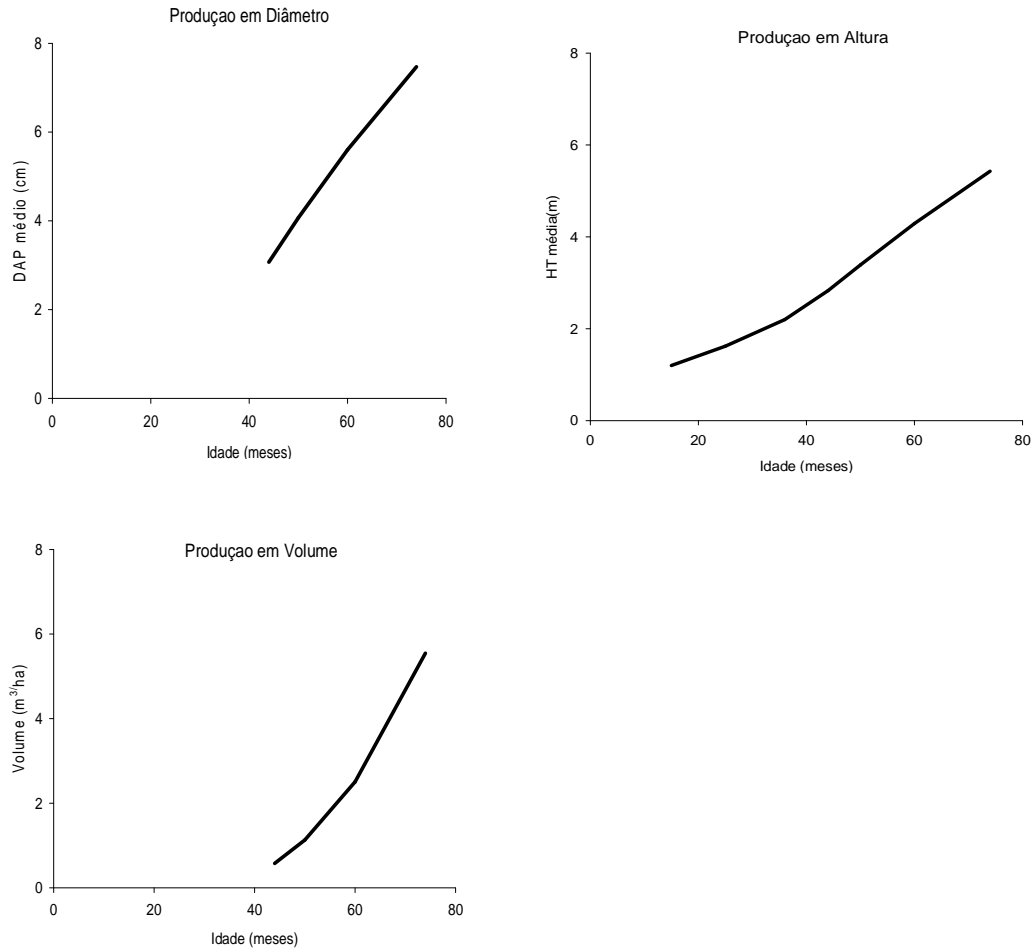 Produçao em Diâmetro
8
6
4
2
0
DAP médio (cm)
0 20 40 60 80
Idade (meses)
Produçao em Altura
8
6
4
2
0
HT média(m)
0 20 40 60 80
Idade (meses)
Produçao em Volume
8
6
4
2
0
Volume (m³/ha)
0 20 40 60 80
Idade (meses)